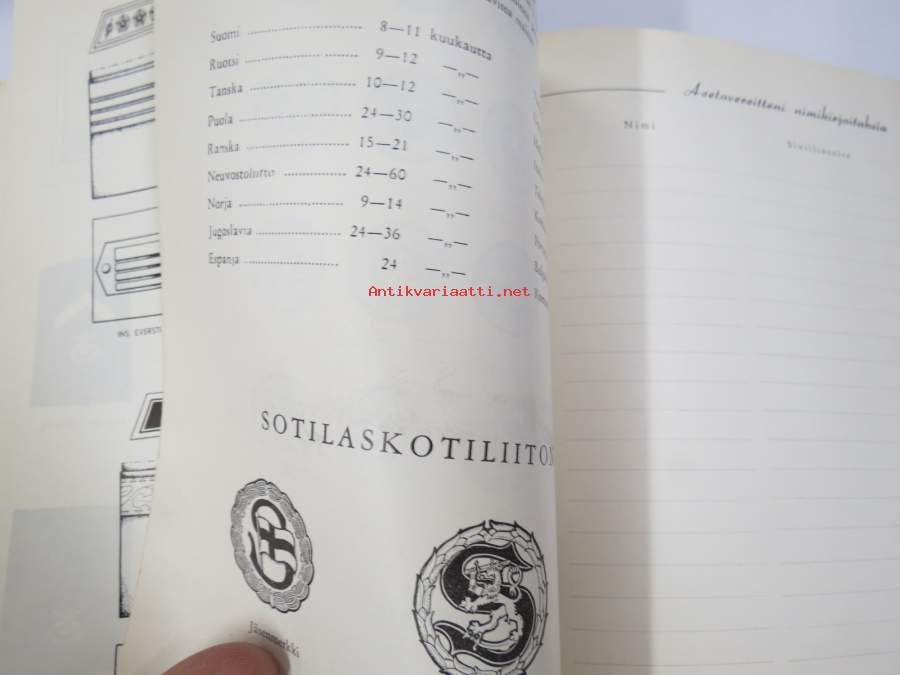 Suomi 8—11 kuukautta
Ruotsi 9—12 —„—
Tanska 10—12 —„—
Puola 24—30 —„—
Ranska 15—21 —„—
Neuvostoliitto 24—60 —„—
Norja 9—14 —„—
Jugoslavia 24—36 —„—
Espanja 24 —„—
Antikvariaatti.net
INS. EVERSTI
SOTILASKOTILIITON
Jäsenmerkki
Asetovereitteni nimikirjoituksia
Nimi
Siviiliosoite